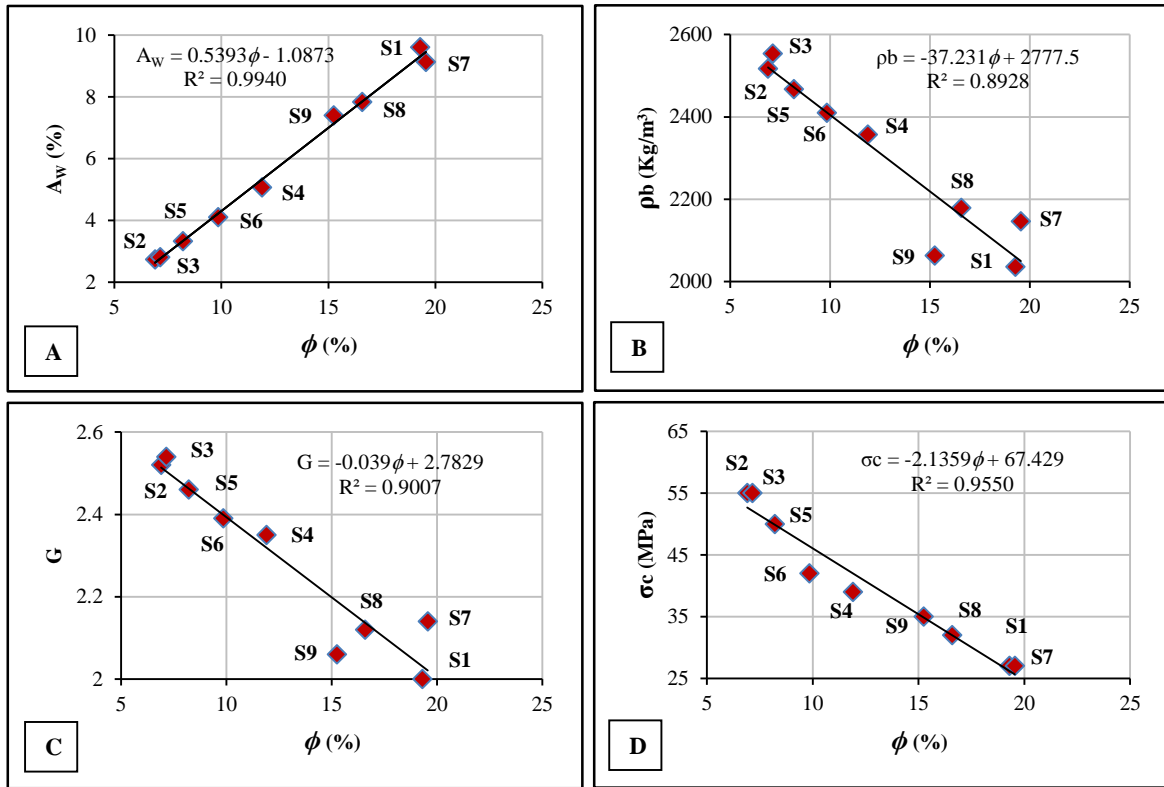 10
8
6
4
2
5
10
15
20
25
A_W (%)
ϕ (%)
A_W = 0.5393ϕ - 1.0873
R² = 0.9940
S1
S7
S9
S8
S4
S5
S6
S2
S3
A
2600
2400
2200
2000
5
10
15
20
25
ρb (Kg/m³)
ϕ (%)
ρb = -37.231ϕ + 2777.5
R² = 0.8928
S3
S2
S5
S6
S4
S8
S7
S9
S1
B
2.6
2.4
2.2
2
5
10
15
20
25
G
ϕ (%)
G = -0.039ϕ + 2.7829
R² = 0.9007
S3
S2
S5
S6
S4
S8
S7
S9
S1
C
65
55
45
35
25
5
10
15
20
25
σc (MPa)
ϕ (%)
σc = -2.1359ϕ + 67.429
R² = 0.9550
S2
S3
S5
S6
S4
S9
S8
S1
S7
D